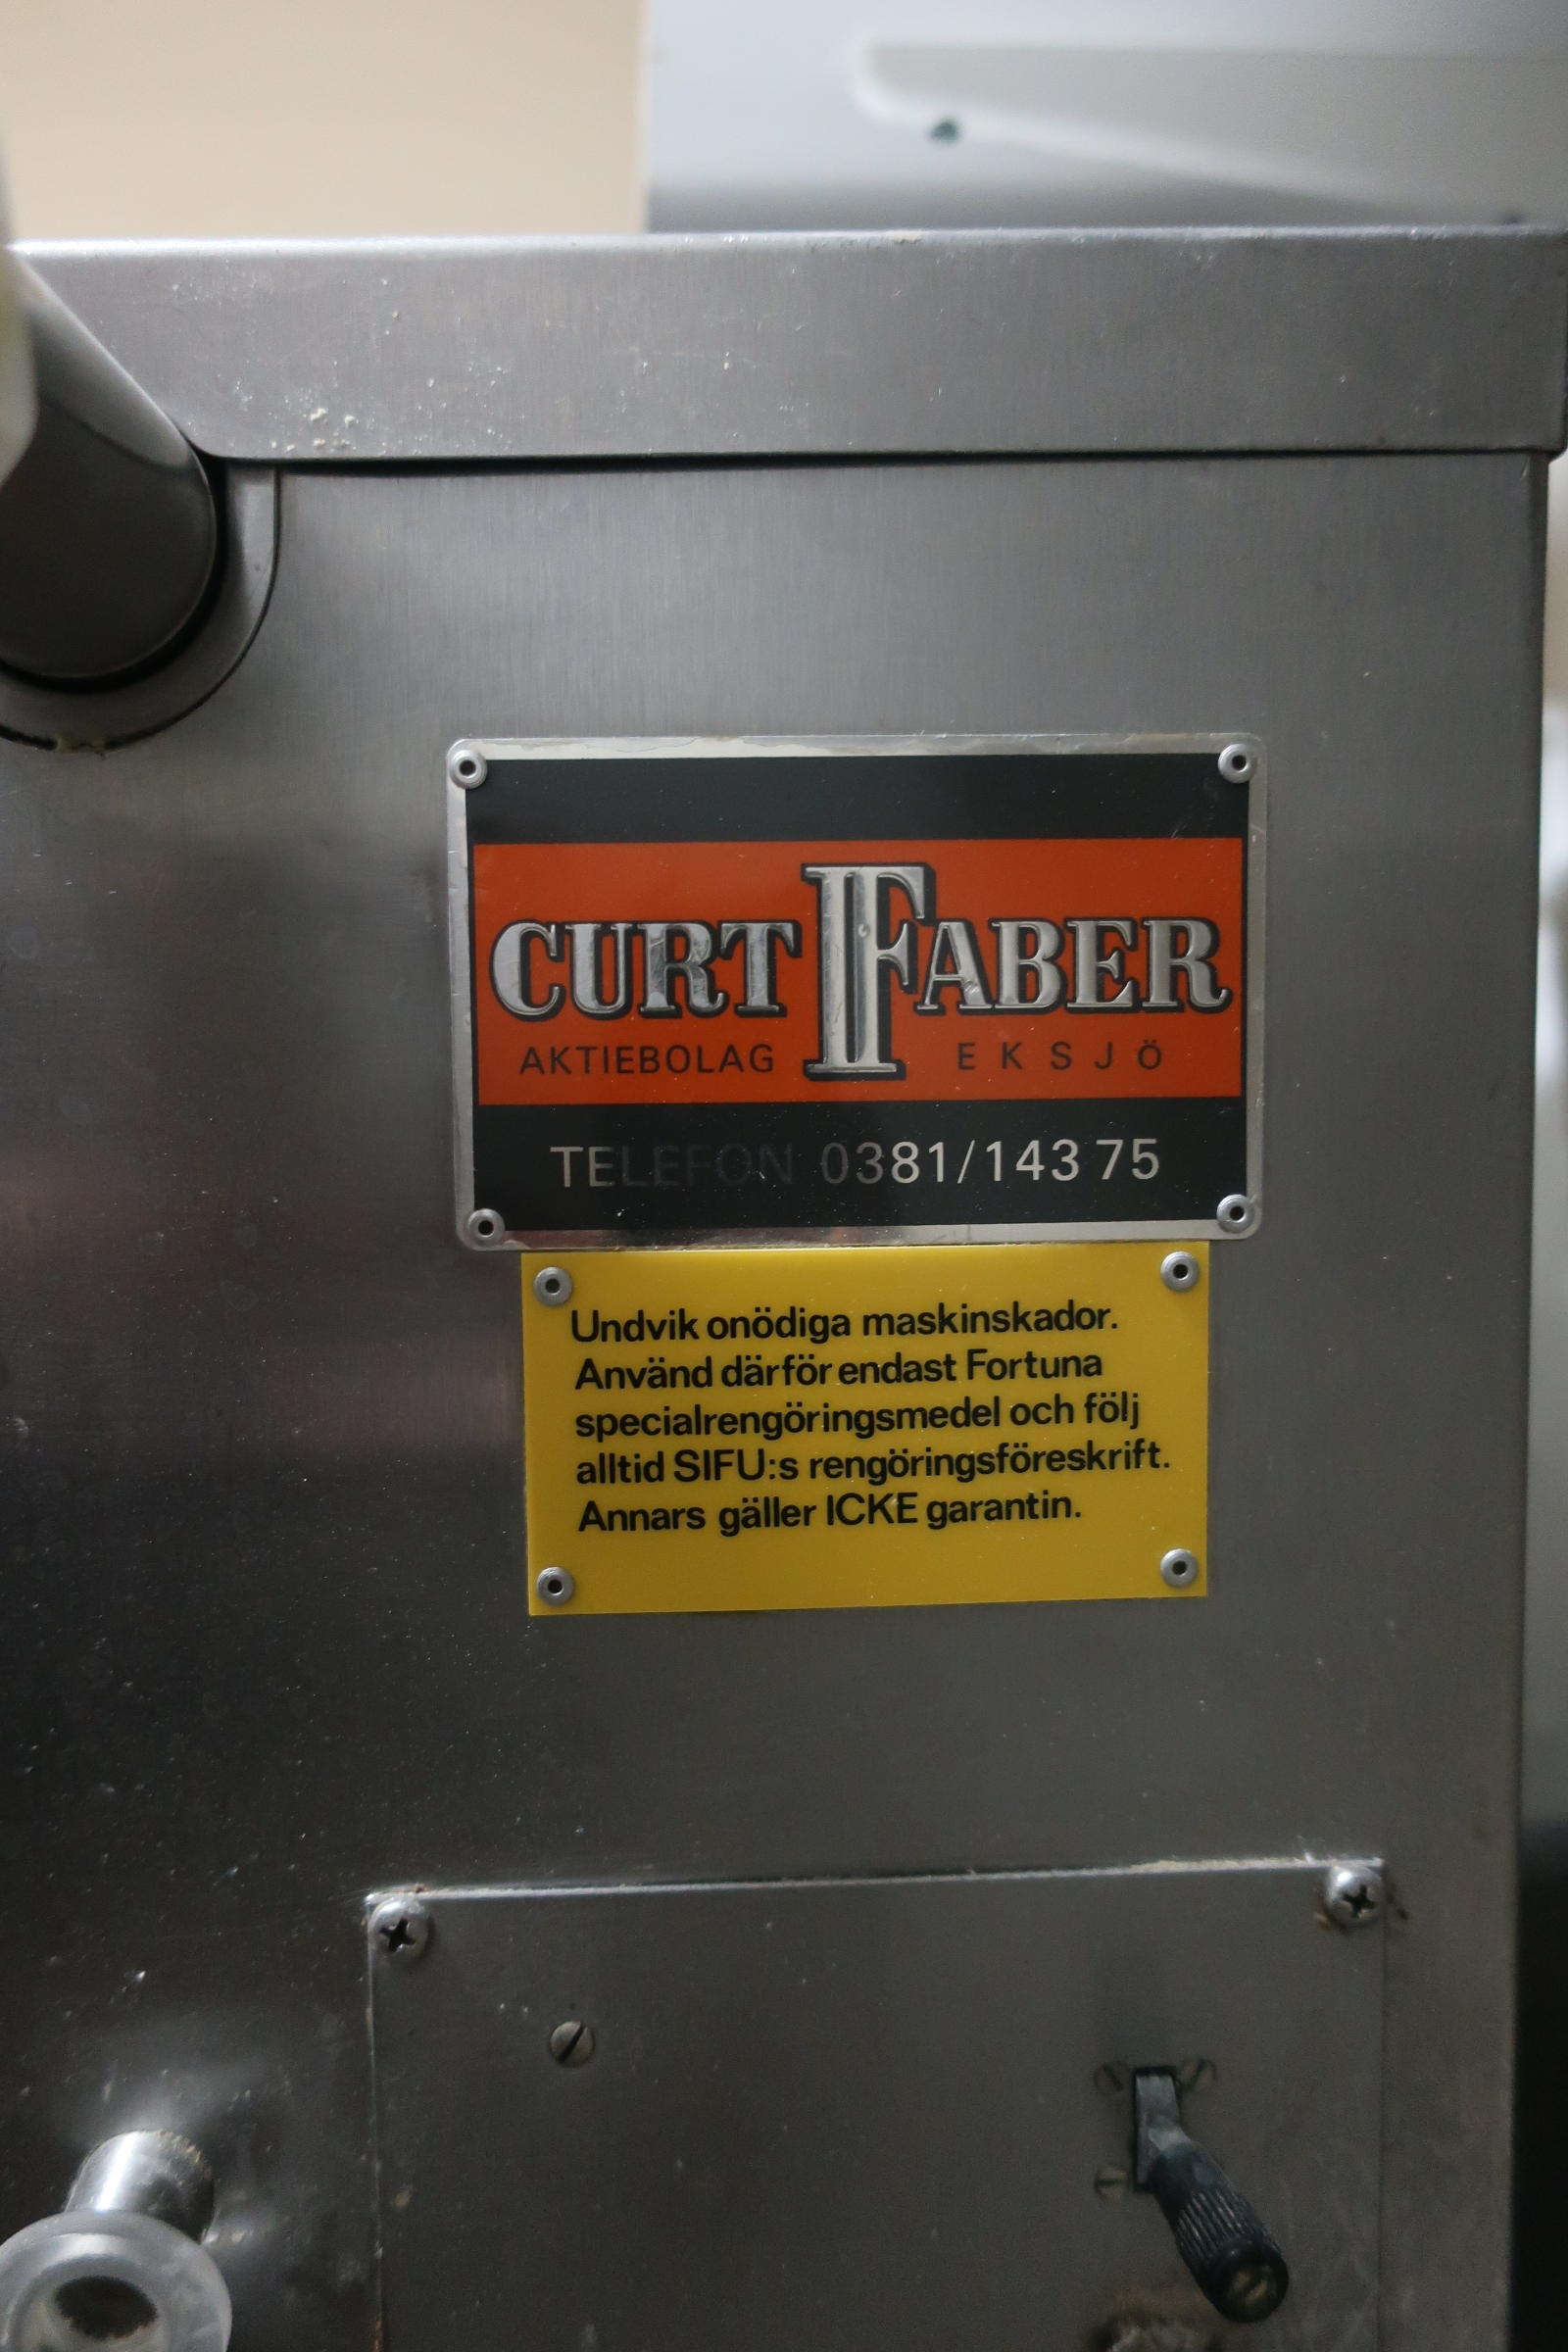 CURT FABER
AKTIEBOLAG EKSJÖ
TELEFON 0381/143 75
Undvik onödiga maskinskador.
Använd därför endast Fortuna
specialrengöringsmedel och följ
alltid SIFU:s rengöringsföreskrift.
Annars gäller ICKE garantin.